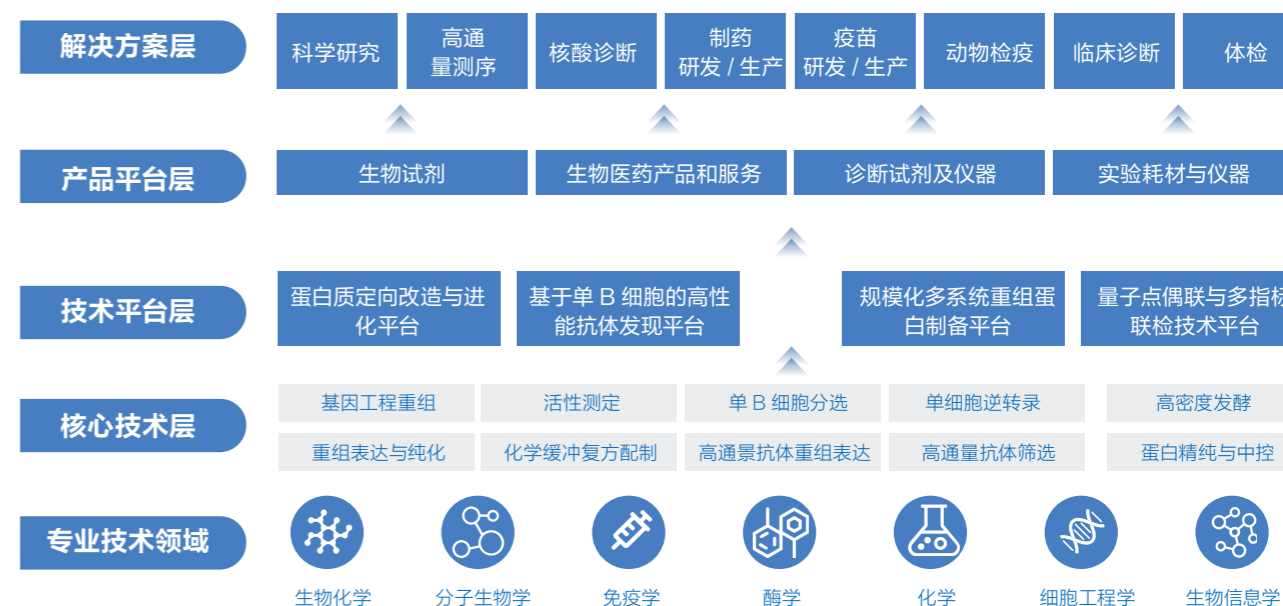 解决方案层
科学研究
高通
量测序
核酸诊断
制药
研发 / 生产
疫苗
研发 / 生产
动物检疫
临床诊断
体检
产品平台层
生物试剂
生物医药产品和服务
诊断试剂及仪器
实验耗材与仪器
技术平台层
蛋白质定向改造与进
化平台
基于单 B 细胞的高性
能抗体发现平台
规模化多系统重组蛋
白制备平台
量子点偶联与多指标
联检技术平台
核心技术层
基因工程重组
活性测定
单 B 细胞分选
单细胞逆转录
高密度发酵
重组表达与纯化
化学缓冲复方配制
高通景抗体重组表达
高通量抗体筛选
蛋白精纯与中控
专业技术领域
生物化学
分子生物学
免疫学
酶学
化学
细胞工程学
生物信息学